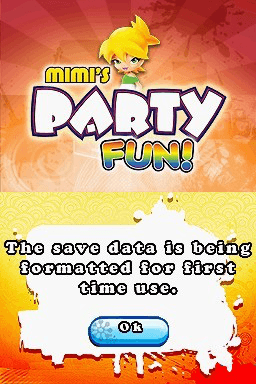 MIMI'S
PARTY
FUN!
The save data is being
formatted for first
time use.
Ok